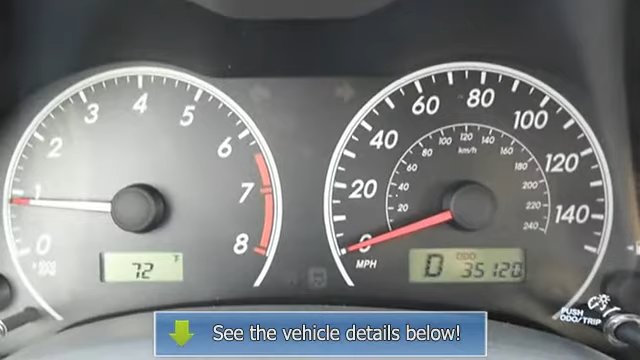 0 1 2 3 4 5 6 7 8
72 °F
0 20 40 60 80 100 120 140
MPH
20 40 60 80 100 120 140 160 180 200 220 240
km/h
D ODO 35120
PUSH
ODO/TRIP
See the vehicle details below!